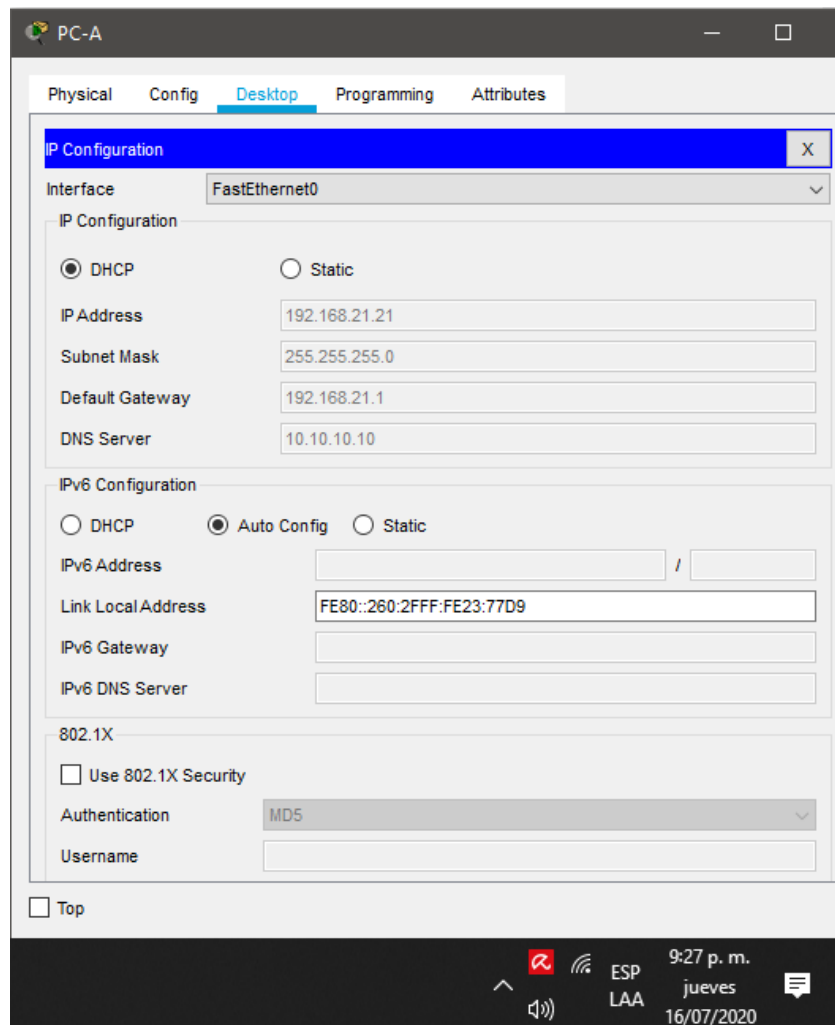 PC-A
Physical Config Desktop Programming Attributes
IP Configuration X
Interface FastEthernet0
IP Configuration
DHCP Static
IP Address 192.168.21.21
Subnet Mask 255.255.255.0
Default Gateway 192.168.21.1
DNS Server 10.10.10.10
IPv6 Configuration
DHCP Auto Config Static
IPv6 Address /
Link Local Address FE80::260:2FFF:FE23:77D9
IPv6 Gateway
IPv6 DNS Server
802.1X
Use 802.1X Security
Authentication MD5
Username
Top
9:27 p. m.
ESP jueves
LAA 16/07/2020